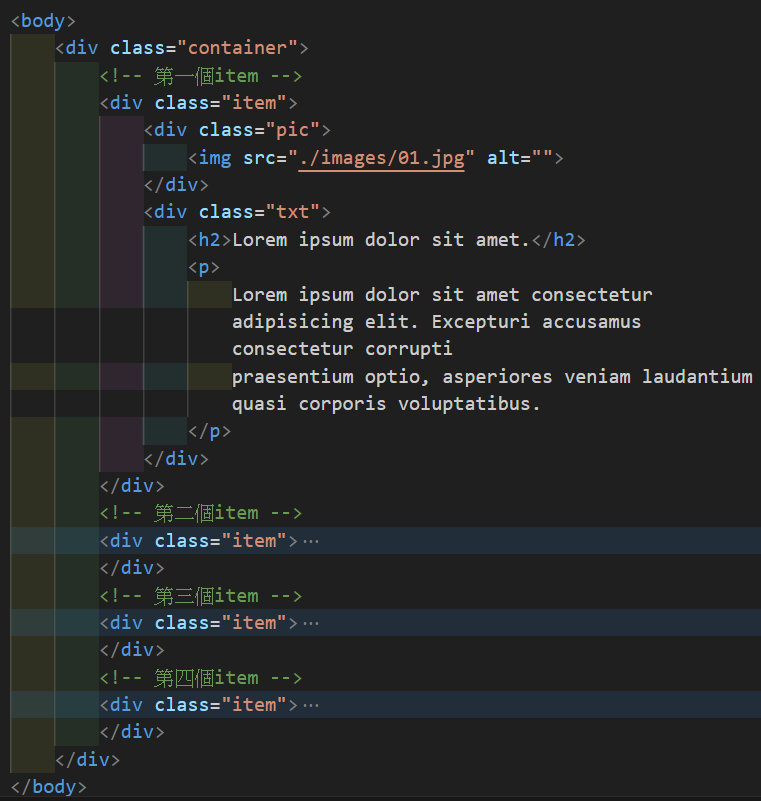 <body>
<div class="container">
<!-- 第一個item -->
<div class="item">
<div class="pic">
<img src="./images/01.jpg" alt="">
</div>
<div class="txt">
<h2>Lorem ipsum dolor sit amet.</h2>
<p>
Lorem ipsum dolor sit amet consectetur
adipisicing elit. Excepturi accusamus
consectetur corrupti
praesentium optio, asperiores veniam laudantium
quasi corporis voluptatibus.
</p>
</div>
</div>
<!-- 第二個item -->
<div class="item">···
</div>
<!-- 第三個item -->
<div class="item">···
</div>
<!-- 第四個item -->
<div class="item">···
</div>
</div>
</body>